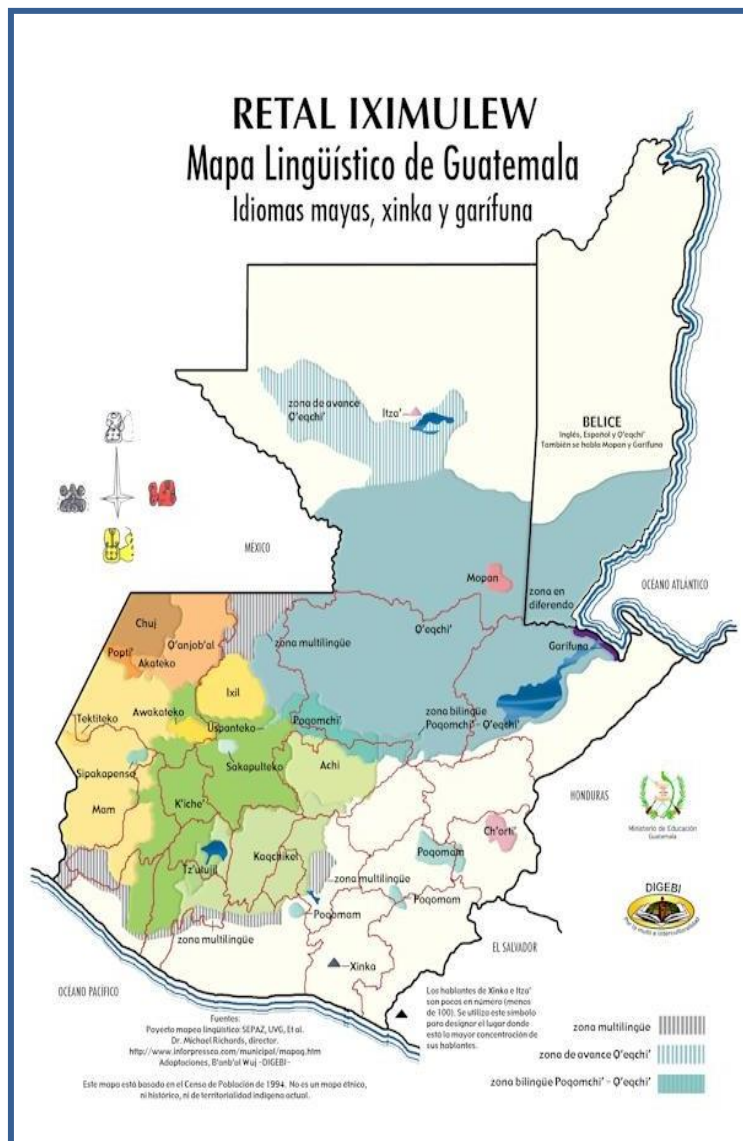 RETAL IXIMULEW
Mapa Lingüístico de Guatemala
Idiomas mayas, xinka y garífuna
zona de avance
Q'eqchi'
Itza'
BELICE
Inglés, Español y Q'eqchi'
También se habla Mopan y Garífuna
MÉXICO
Mopan
zona en
diferendo
OCÉANO ATLÁNTICO
Chuj
Q'anjob'al
Popti'
Akateko
zona multilingüe
Q'eqchi'
Garífuna
Ixil
Awakateko
Tektiteko
Uspanteko
Poqomchi'
zona bilingüe
Poqomchi' - Q'eqchi'
Sipakapense
Sakapulteko
Achi
Mam
K'iche'
HONDURAS
Ministerio de Educación
Guatemala
Ch'orti'
Kaqchikel
Poqomam
Tz'utujil
zona multilingüe
Poqomam
Poqomam
DIGEBI
Por la multi e interculturalidad
zona multilingüe
EL SALVADOR
Xinka
OCÉANO PACÍFICO
Los hablantes de Xinka e Itza'
son pocos en número (menos
de 100). Se utiliza este símbolo
para designar el lugar donde
está la mayor concentración de
sus hablantes.
Fuentes:
Poyecto mapeo lingüístico: SEPAZ, UVG, Et al.
Dr. Michael Richards, director.
http://www.inforpressca.com/municipal/mapag.htm
Adaptaciones, B'anb'al Wuj -DIGEBI-
Este mapa está basado en el Censo de Población de 1994. No es un mapa étnico,
ni histórico, ni de territorialidad indígena actual.
zona multilingüe
zona de avance Q'eqchi'
zona bilingüe Poqomchi' - Q'eqchi'